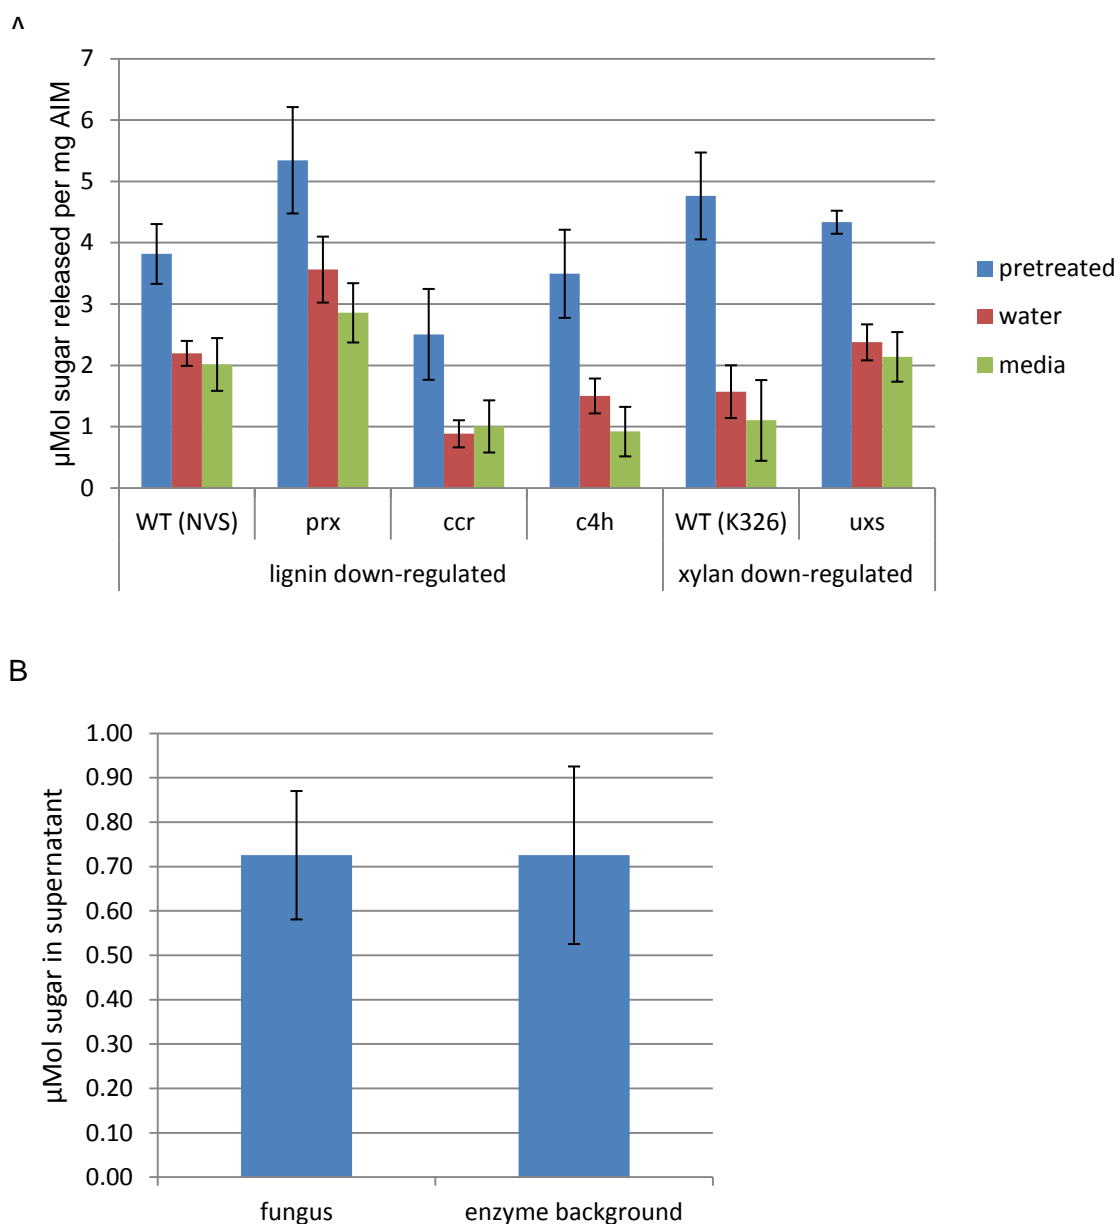 A
μMol sugar released per mg AIM
7
6
5
4
3
2
1
0
WT (NVS) prx ccr c4h WT (K326) uxs
lignin down-regulated xylan down-regulated
pretreated
water
media
B
μMol sugar in supernatant
1.00
0.90
0.80
0.70
0.60
0.50
0.40
0.30
0.20
0.10
0.00
fungus enzyme background